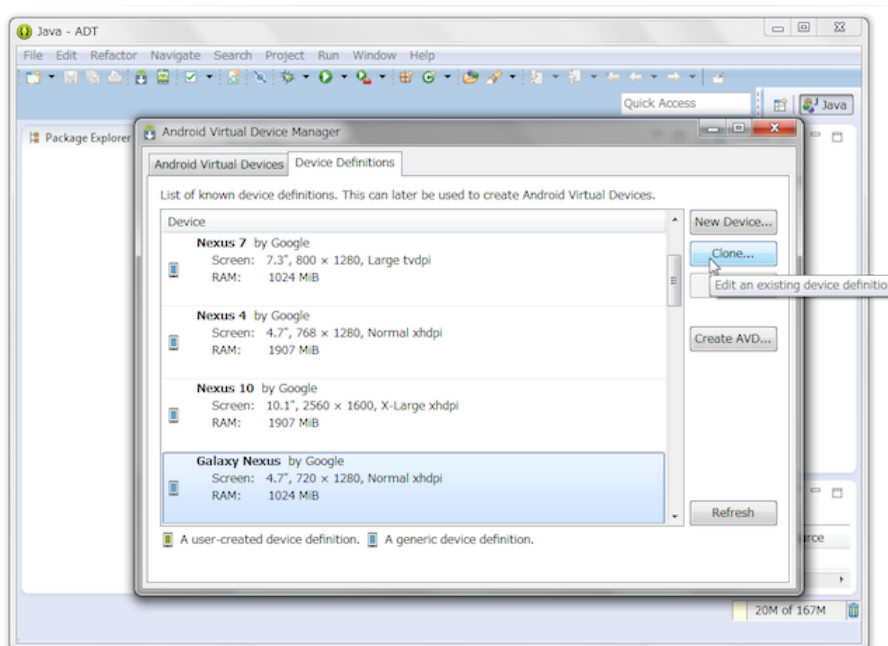 Java - ADT
File Edit Refactor Navigate Search Project Run Window Help
Quick Access
Java
Package Explorer
Android Virtual Device Manager
Android Virtual Devices Device Definitions
List of known device definitions. This can later be used to create Android Virtual Devices.
Device
New Device...
Nexus 7 by Google
Screen: 7.3", 800 × 1280, Large tvdpi
RAM: 1024 MiB
Clone...
Edit an existing device definitio
Nexus 4 by Google
Screen: 4.7", 768 × 1280, Normal xhdpi
RAM: 1907 MiB
Create AVD...
Nexus 10 by Google
Screen: 10.1", 2560 × 1600, X-Large xhdpi
RAM: 1907 MiB
Galaxy Nexus by Google
Screen: 4.7", 720 × 1280, Normal xhdpi
RAM: 1024 MiB
Refresh
A user-created device definition. A generic device definition.
urce
20M of 167M